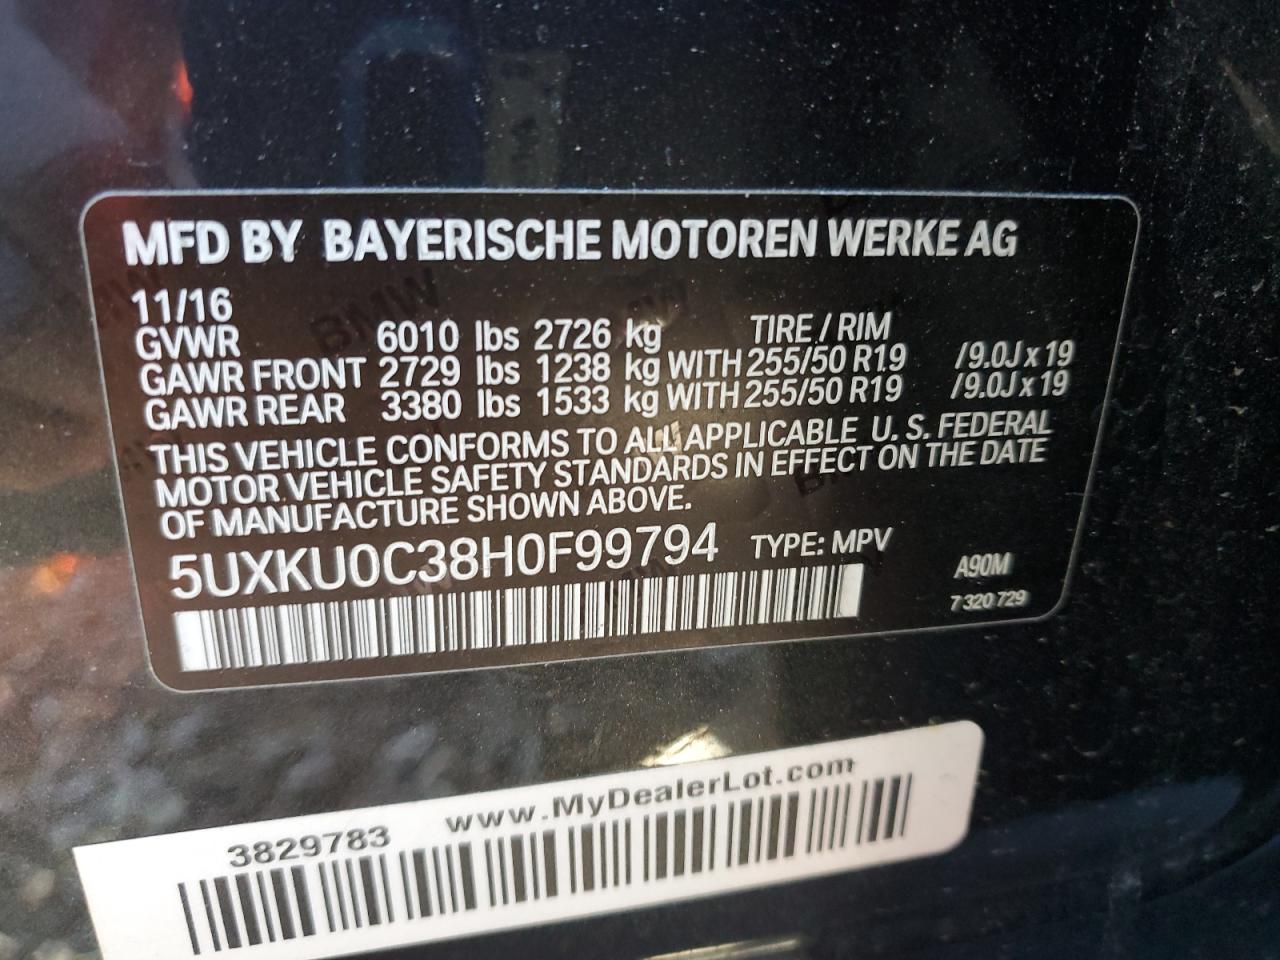 MFD BY BAYERISCHE MOTOREN WERKE AG
11/16
GVWR 6010 lbs 2726 kg TIRE / RIM
GAWR FRONT 2729 lbs 1238 kg WITH 255/50 R19 /9.0J x 19
GAWR REAR 3380 lbs 1533 kg WITH 255/50 R19 /9.0J x 19
THIS VEHICLE CONFORMS TO ALL APPLICABLE U. S. FEDERAL
MOTOR VEHICLE SAFETY STANDARDS IN EFFECT ON THE DATE
OF MANUFACTURE SHOWN ABOVE.
5UXKU0C38H0F99794 TYPE: MPV A90M
7 320 729
3829783 www.MyDealerLot.com